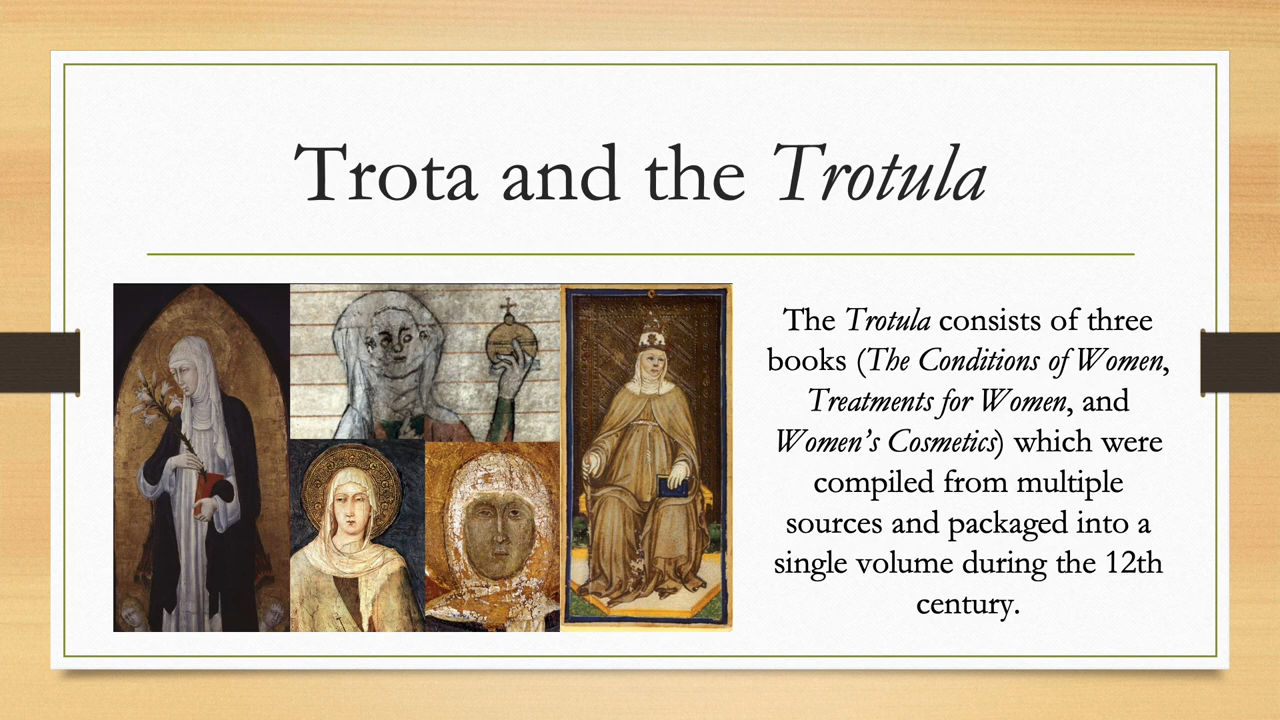 Trota and the Trotula
The Trotula consists of three
books (The Conditions of Women,
Treatments for Women, and
Women’s Cosmetics) which were
compiled from multiple
sources and packaged into a
single volume during the 12th
century.